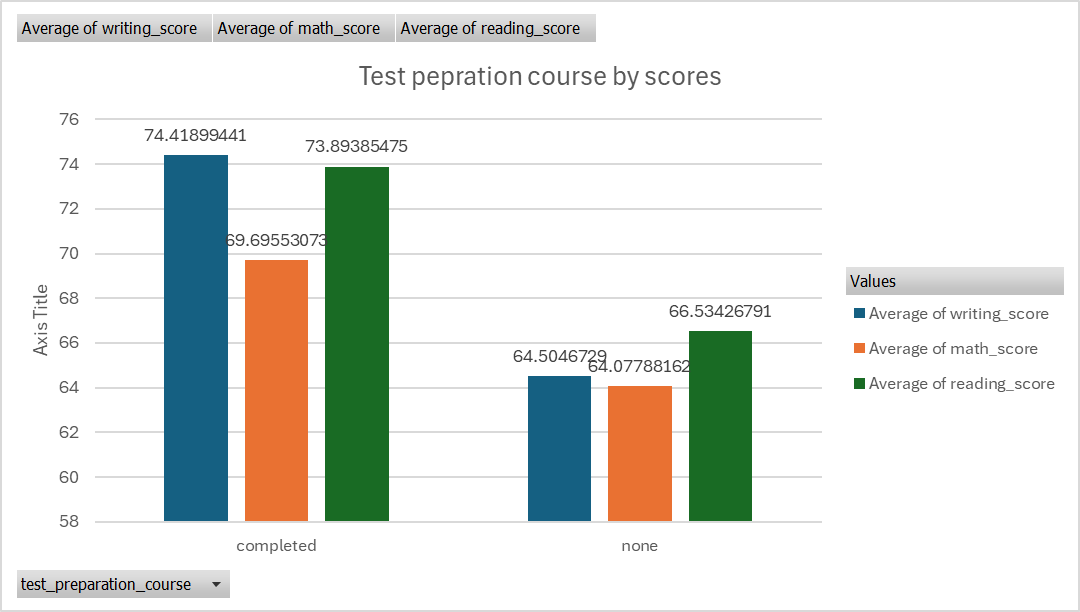 Average of writing_score Average of math_score Average of reading_score
Test pepration course by scores
76
74
72
70
68
66
64
62
60
58
Axis Title
74.41899441
69.69553073
73.89385475
64.5046729
64.07788162
66.53426791
completed
none
Values
Average of writing_score
Average of math_score
Average of reading_score
test_preparation_course